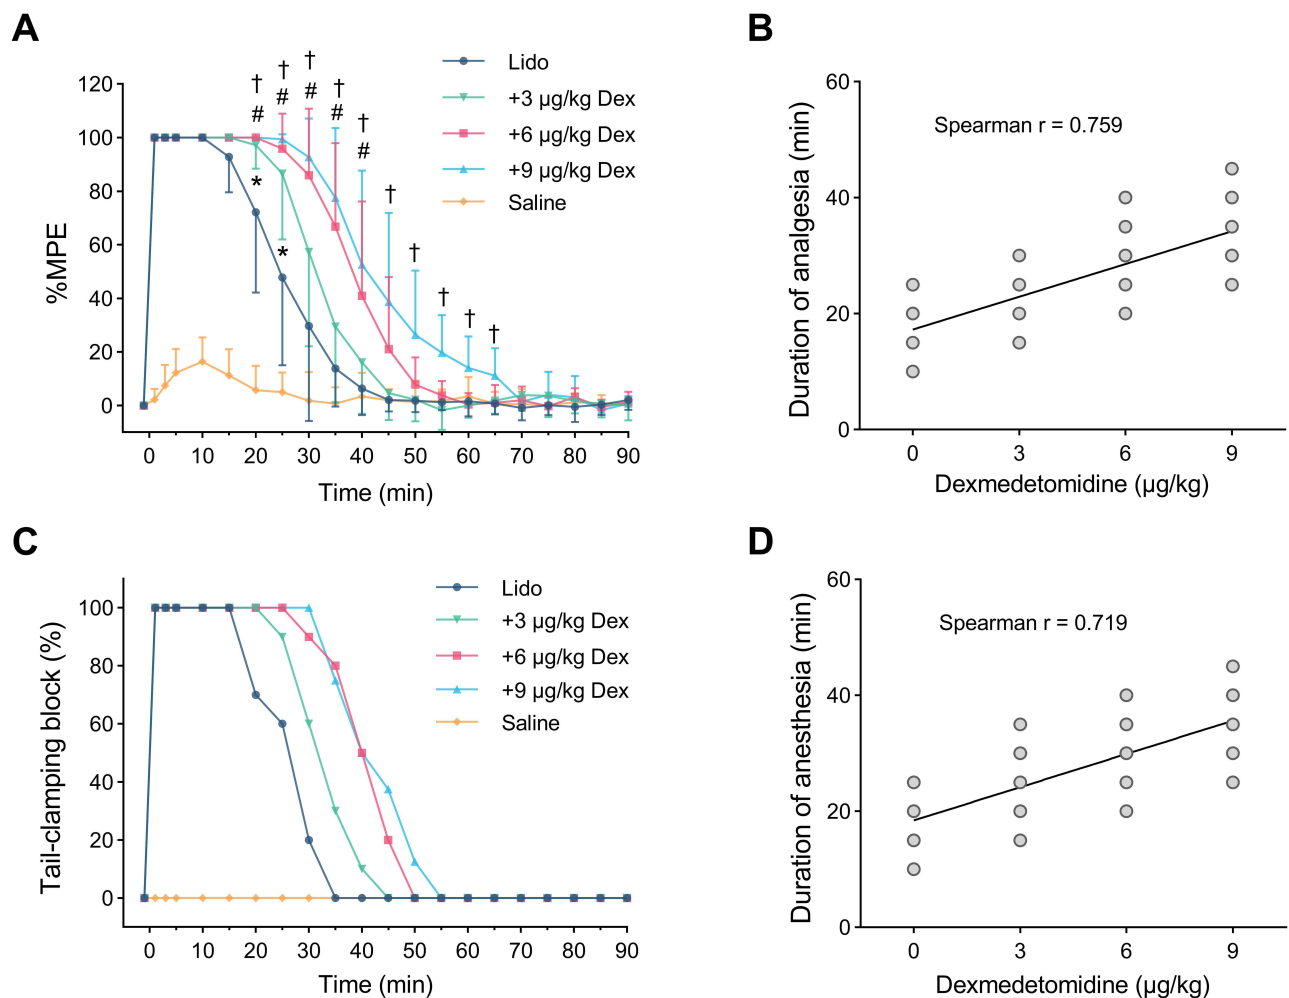 A
%MPE
120
100
80
60
40
20
0
† † † † † † † † † †
# # # # #
*
*
Lido
+3 µg/kg Dex
+6 µg/kg Dex
+9 µg/kg Dex
Saline
0 10 20 30 40 50 60 70 80 90
Time (min)
B
Duration of analgesia (min)
60
40
20
0
Spearman r = 0.759
0 3 6 9
Dexmedetomidine (µg/kg)
C
Tail-clamping block (%)
100
80
60
40
20
0
Lido
+3 µg/kg Dex
+6 µg/kg Dex
+9 µg/kg Dex
Saline
0 10 20 30 40 50 60 70 80 90
Time (min)
D
Duration of anesthesia (min)
60
40
20
0
Spearman r = 0.719
0 3 6 9
Dexmedetomidine (µg/kg)